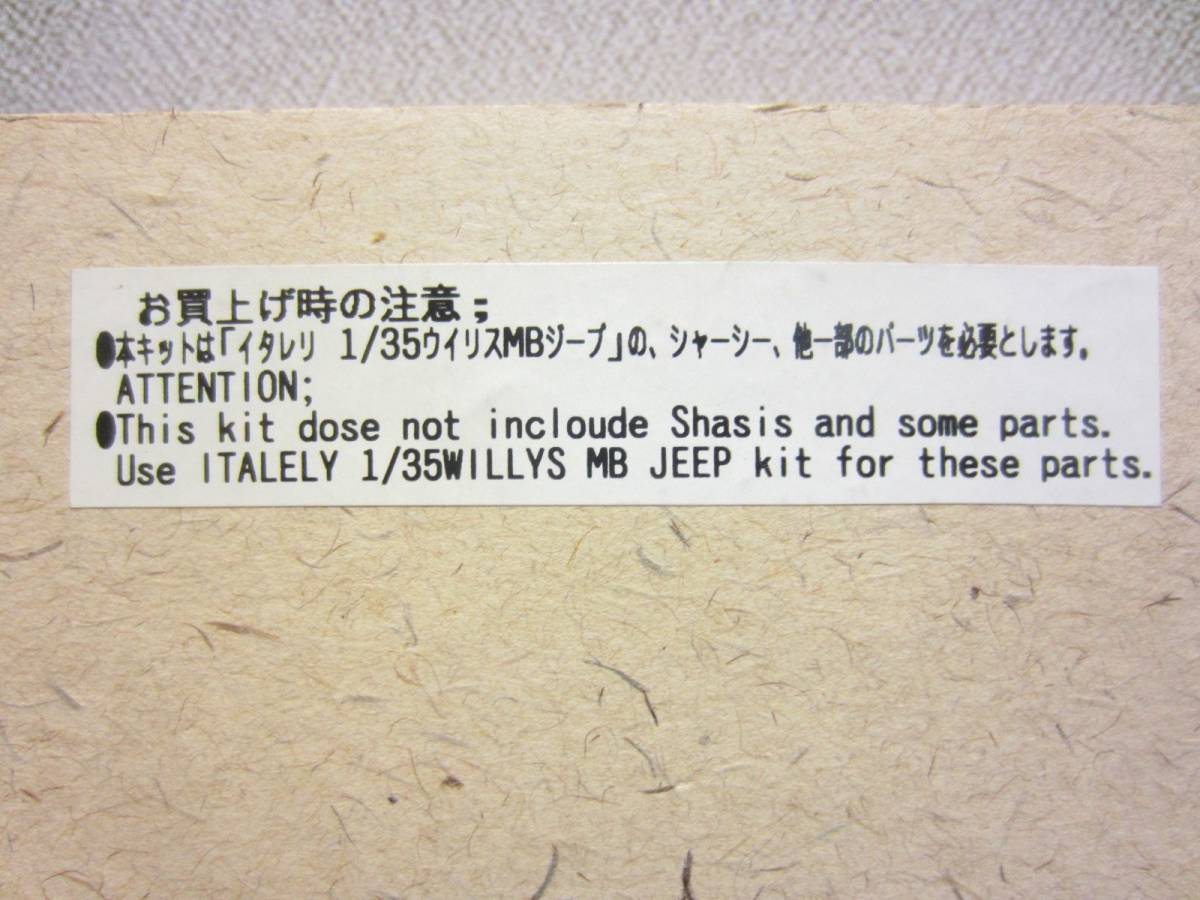 お買上げ時の注意;
●本キットは「イタレリ 1/35ウイリスMBジープ」の、シャーシー、他一部のパーツを必要とします。
ATTENTION;
●This kit dose not incloude Shasis and some parts.
Use ITALELY 1/35WILLYS MB JEEP kit for these parts.